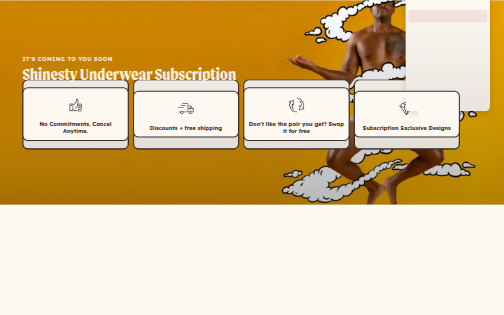 IT'S COMING TO YOU SOON
Shinesty Underwear Subscription
No Commitments. Cancel
Anytime.
Discounts + free shipping
Don't like the pair you get? Swap
it for free
Subscription Exclusive Designs